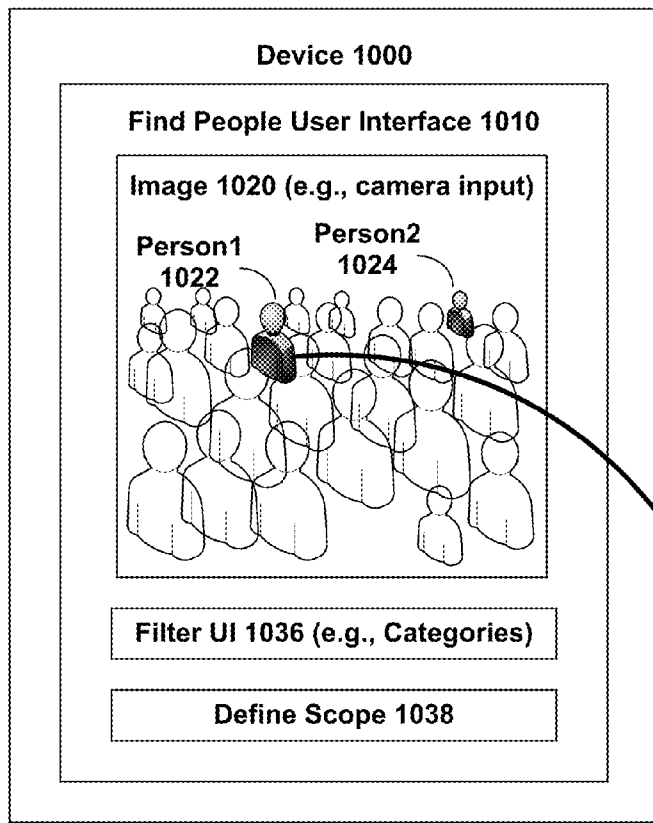 Device 1000
Find People User Interface 1010
Image 1020 (e.g., camera input)
Person1
1022
Person2
1024
Filter UI 1036 (e.g., Categories)
Define Scope 1038